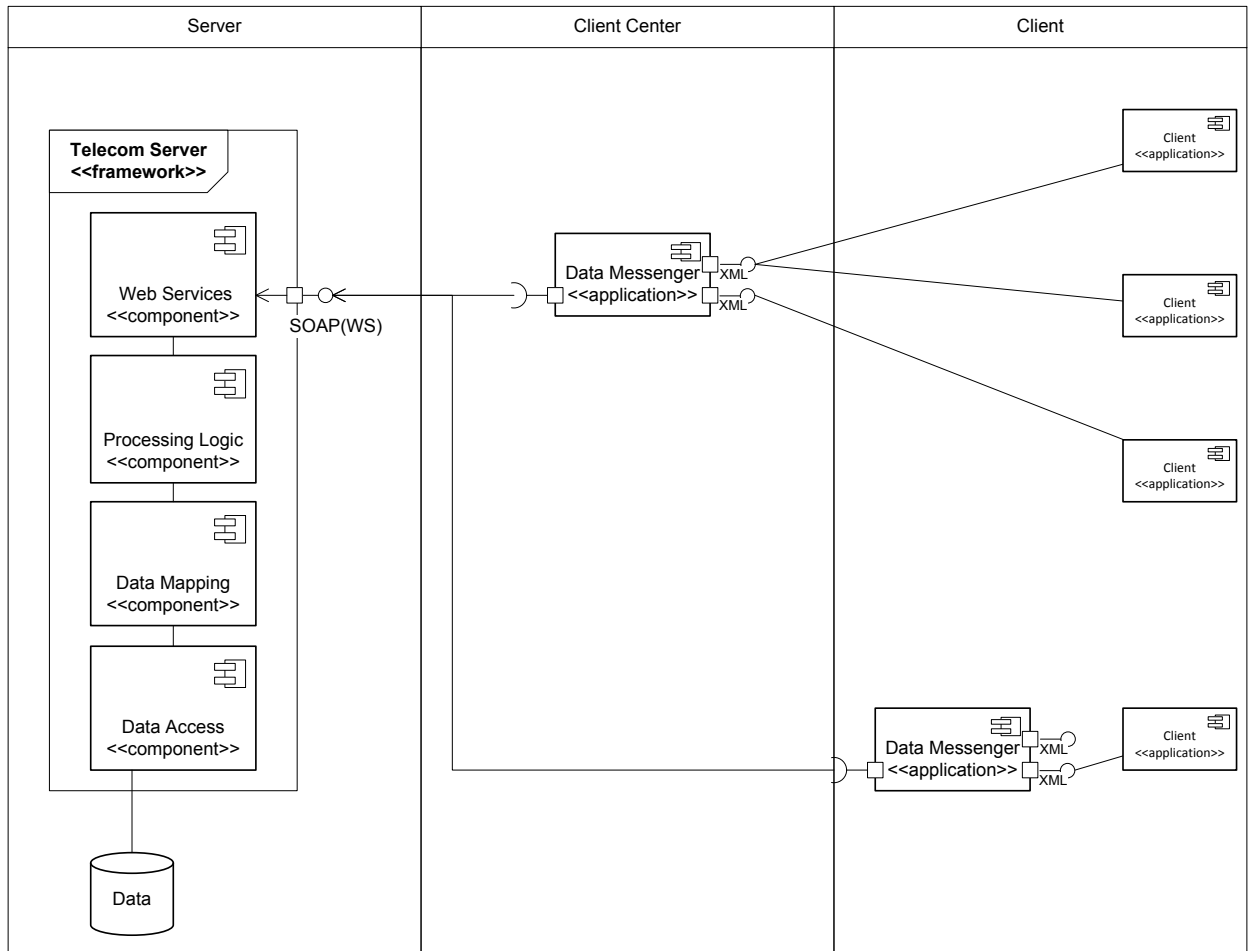 Server
Client Center
Client
Telecom Server
<<framework>>
Web Services
<<component>>
SOAP(WS)
Processing Logic
<<component>>
Data Mapping
<<component>>
Data Access
<<component>>
Data
Data Messenger
<<application>>
XML
XML
Client
<<application>>
Client
<<application>>
Client
<<application>>
Data Messenger
<<application>>
XML
XML
Client
<<application>>